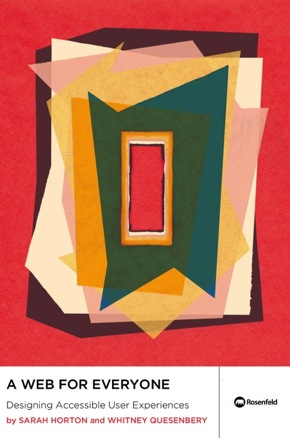 A WEB FOR EVERYONE
Designing Accessible User Experiences
by SARAH HORTON and WHITNEY QUESENBERY
Rosenfeld